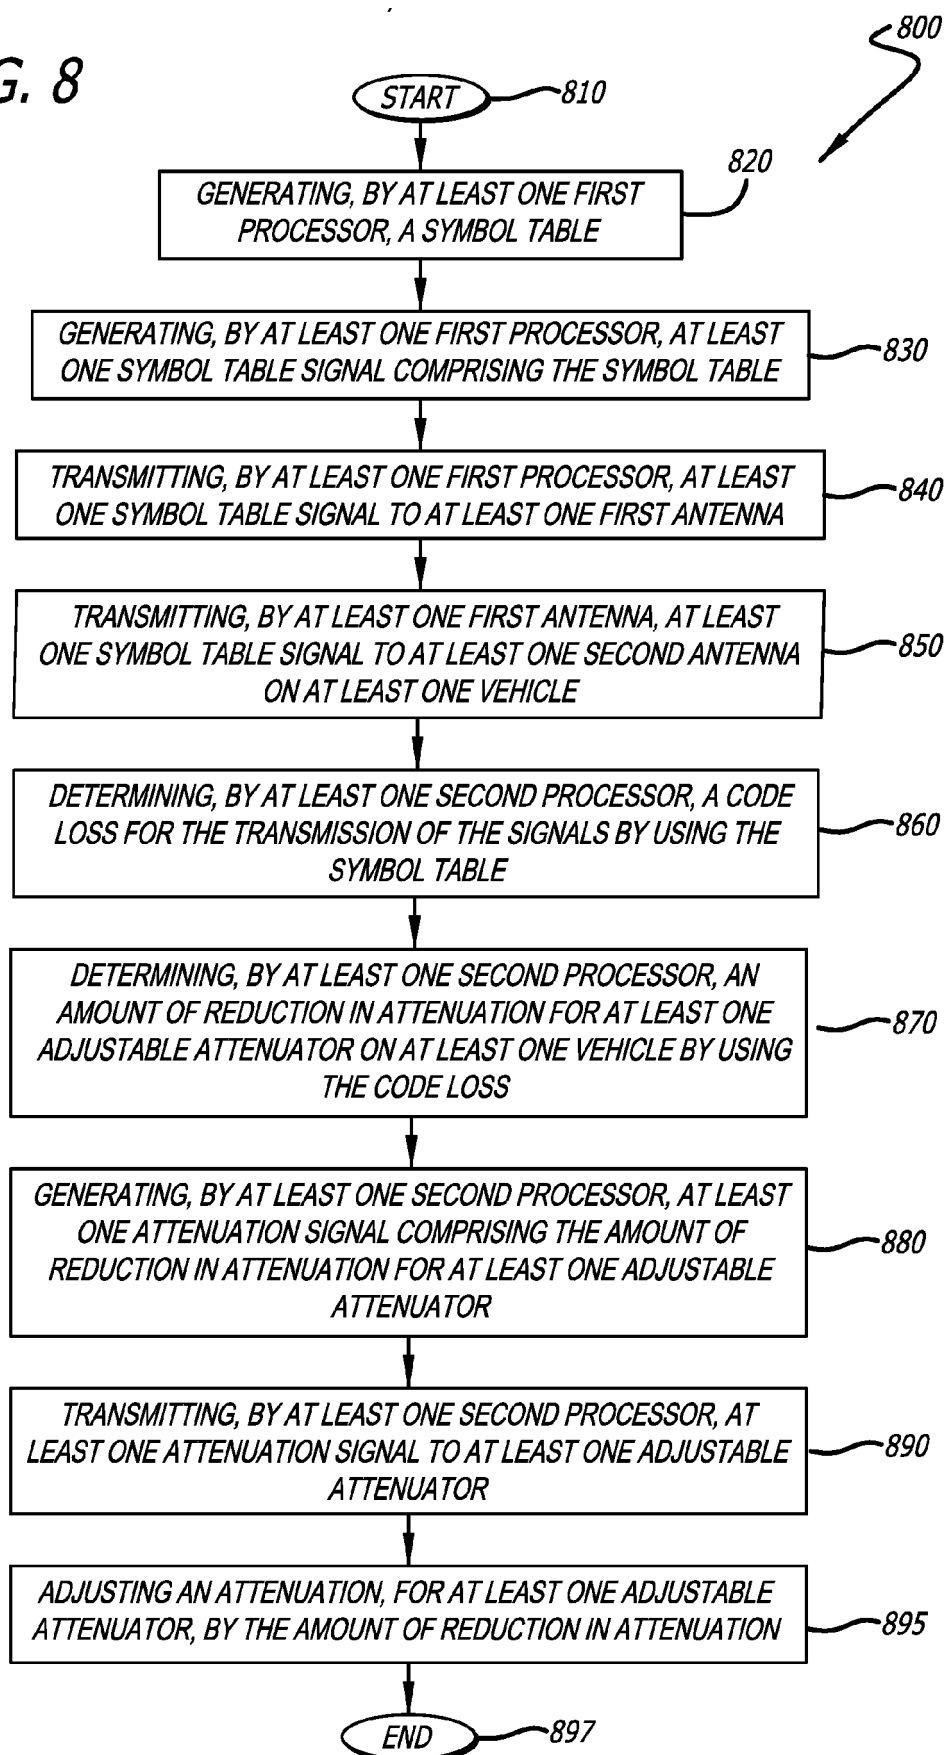 G. 8
800
START
810
820
GENERATING, BY AT LEAST ONE FIRST
PROCESSOR, A SYMBOL TABLE
GENERATING, BY AT LEAST ONE FIRST PROCESSOR, AT LEAST
ONE SYMBOL TABLE SIGNAL COMPRISING THE SYMBOL TABLE
830
TRANSMITTING, BY AT LEAST ONE FIRST PROCESSOR, AT LEAST
ONE SYMBOL TABLE SIGNAL TO AT LEAST ONE FIRST ANTENNA
840
TRANSMITTING, BY AT LEAST ONE FIRST ANTENNA, AT LEAST
ONE SYMBOL TABLE SIGNAL TO AT LEAST ONE SECOND ANTENNA
ON AT LEAST ONE VEHICLE
850
DETERMINING, BY AT LEAST ONE SECOND PROCESSOR, A CODE
LOSS FOR THE TRANSMISSION OF THE SIGNALS BY USING THE
SYMBOL TABLE
860
DETERMINING, BY AT LEAST ONE SECOND PROCESSOR, AN
AMOUNT OF REDUCTION IN ATTENUATION FOR AT LEAST ONE
ADJUSTABLE ATTENUATOR ON AT LEAST ONE VEHICLE BY USING
THE CODE LOSS
870
GENERATING, BY AT LEAST ONE SECOND PROCESSOR, AT LEAST
ONE ATTENUATION SIGNAL COMPRISING THE AMOUNT OF
REDUCTION IN ATTENUATION FOR AT LEAST ONE ADJUSTABLE
ATTENUATOR
880
TRANSMITTING, BY AT LEAST ONE SECOND PROCESSOR, AT
LEAST ONE ATTENUATION SIGNAL TO AT LEAST ONE ADJUSTABLE
ATTENUATOR
890
ADJUSTING AN ATTENUATION, FOR AT LEAST ONE ADJUSTABLE
ATTENUATOR, BY THE AMOUNT OF REDUCTION IN ATTENUATION
895
END
897